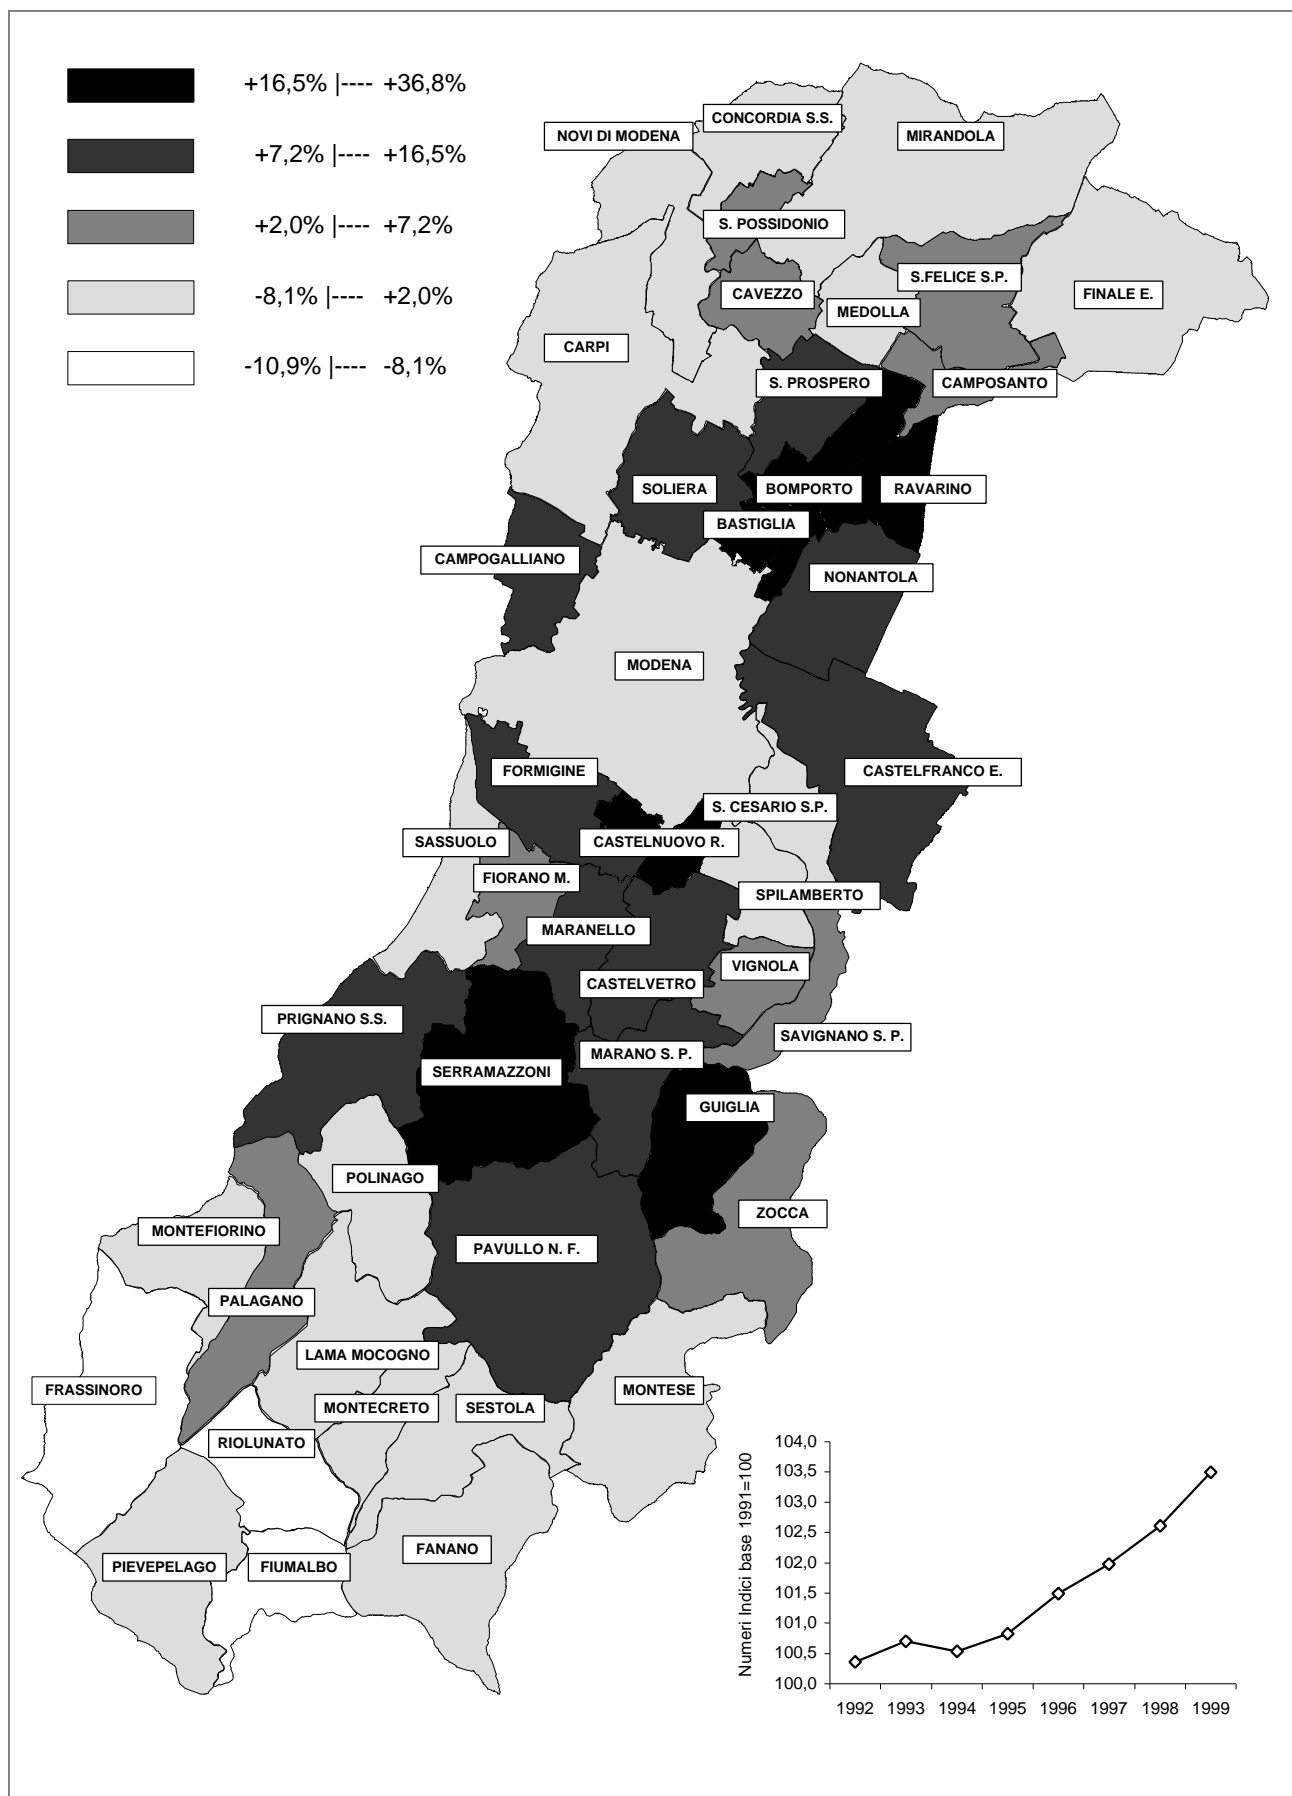 +16,5% |---- +36,8%
+7,2% |---- +16,5%
+2,0% |---- +7,2%
-8,1% |---- +2,0%
-10,9% |---- -8,1%
CONCORDIA S.S.
NOVI DI MODENA
MIRANDOLA
S. POSSIDONIO
S.FELICE S.P.
CAVEZZO
FINALE E.
MEDOLLA
CARPI
S. PROSPERO
CAMPOSANTO
SOLIERA
BOMPORTO
RAVARINO
BASTIGLIA
CAMPOGALLIANO
NONANTOLA
MODENA
FORMIGINE
CASTELFRANCO E.
S. CESARIO S.P.
SASSUOLO
CASTELNUOVO R.
FIORANO M.
SPILAMBERTO
MARANELLO
VIGNOLA
CASTELVETRO
PRIGNANO S.S.
SAVIGNANO S. P.
MARANO S. P.
SERRAMAZZONI
GUIGLIA
POLINAGO
ZOCCA
MONTEFIORINO
PAVULLO N. F.
PALAGANO
LAMA MOCOGNO
FRASSINORO
MONTESE
MONTECRETO
SESTOLA
RIOLUNATO
FANANO
PIEVEPELAGO
FIUMALBO
Numeri Indici base 1991=100
104,0
103,5
103,0
102,5
102,0
101,5
101,0
100,5
100,0
1992 1993 1994 1995 1996 1997 1998 1999